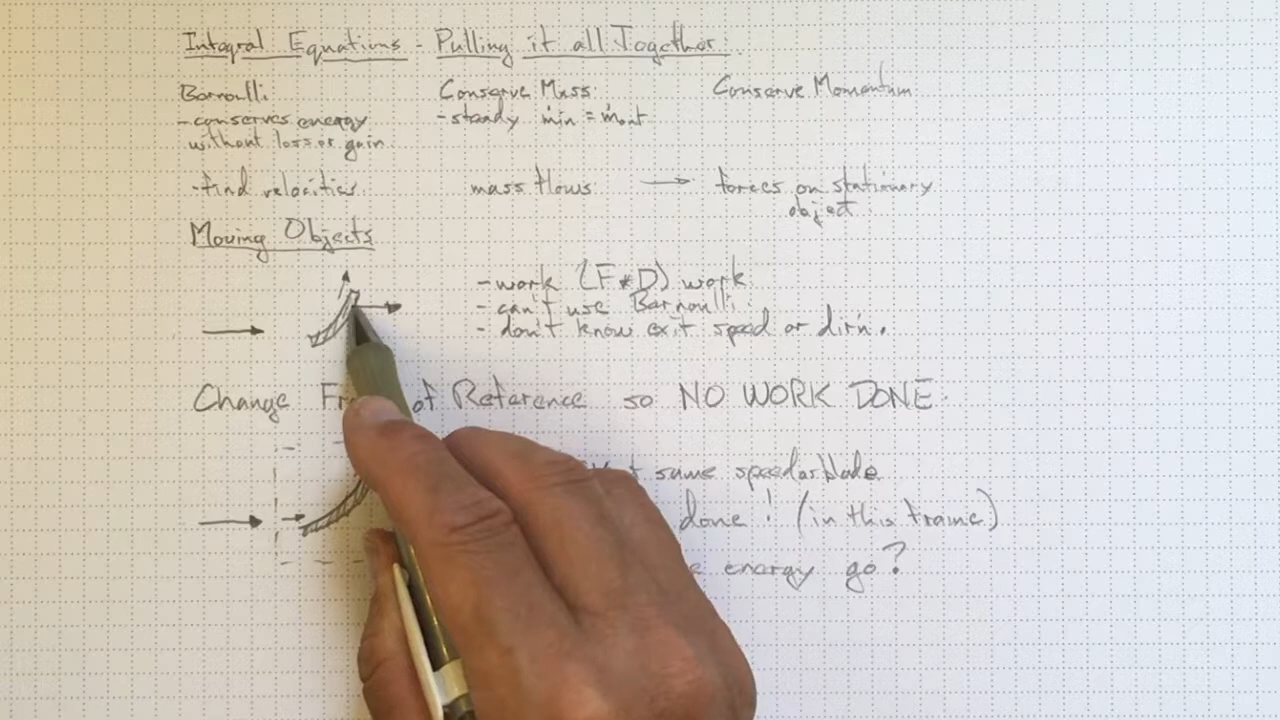 Integral Equations - Pulling it all Together.
Bernoulli Conserve Mass: Conserve Momentum
- conserves energy - steady ṁin = ṁout
without loss or gain.
- find velocities mass flows → forces on stationary
object.
Moving Objects
- work (F*D) work
- can't use Bernoulli.
- don't know exit speed or dir'n.
Change of Reference so NO WORK DONE.
same speed as blade
done! (in this frame)
energy go?